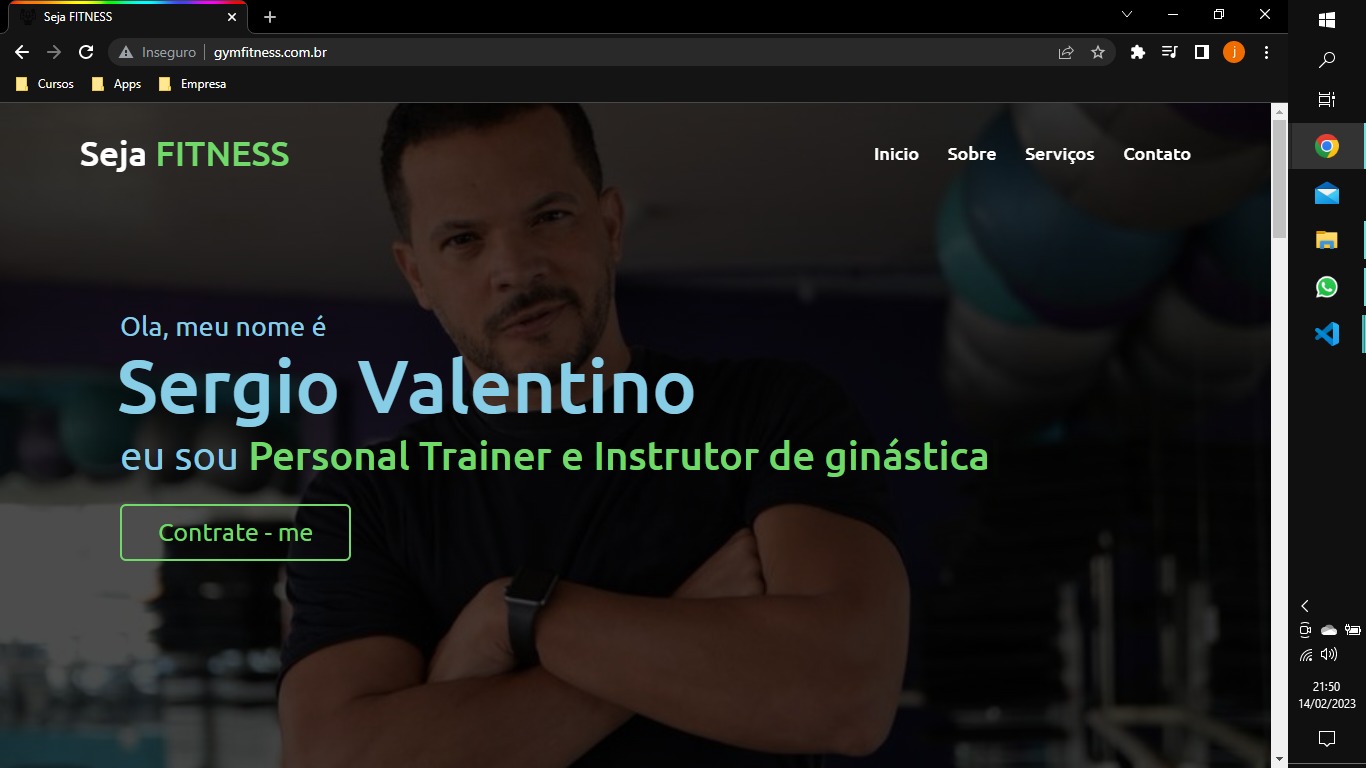 Seja FITNESS
Inseguro
gymfitness.com.br
j
Cursos
Apps
Empresa
Seja FITNESS
Inicio
Sobre
Serviços
Contato
Ola, meu nome é
Sergio Valentino
eu sou Personal Trainer e Instrutor de ginástica
Contrate - me
21:50
14/02/2023